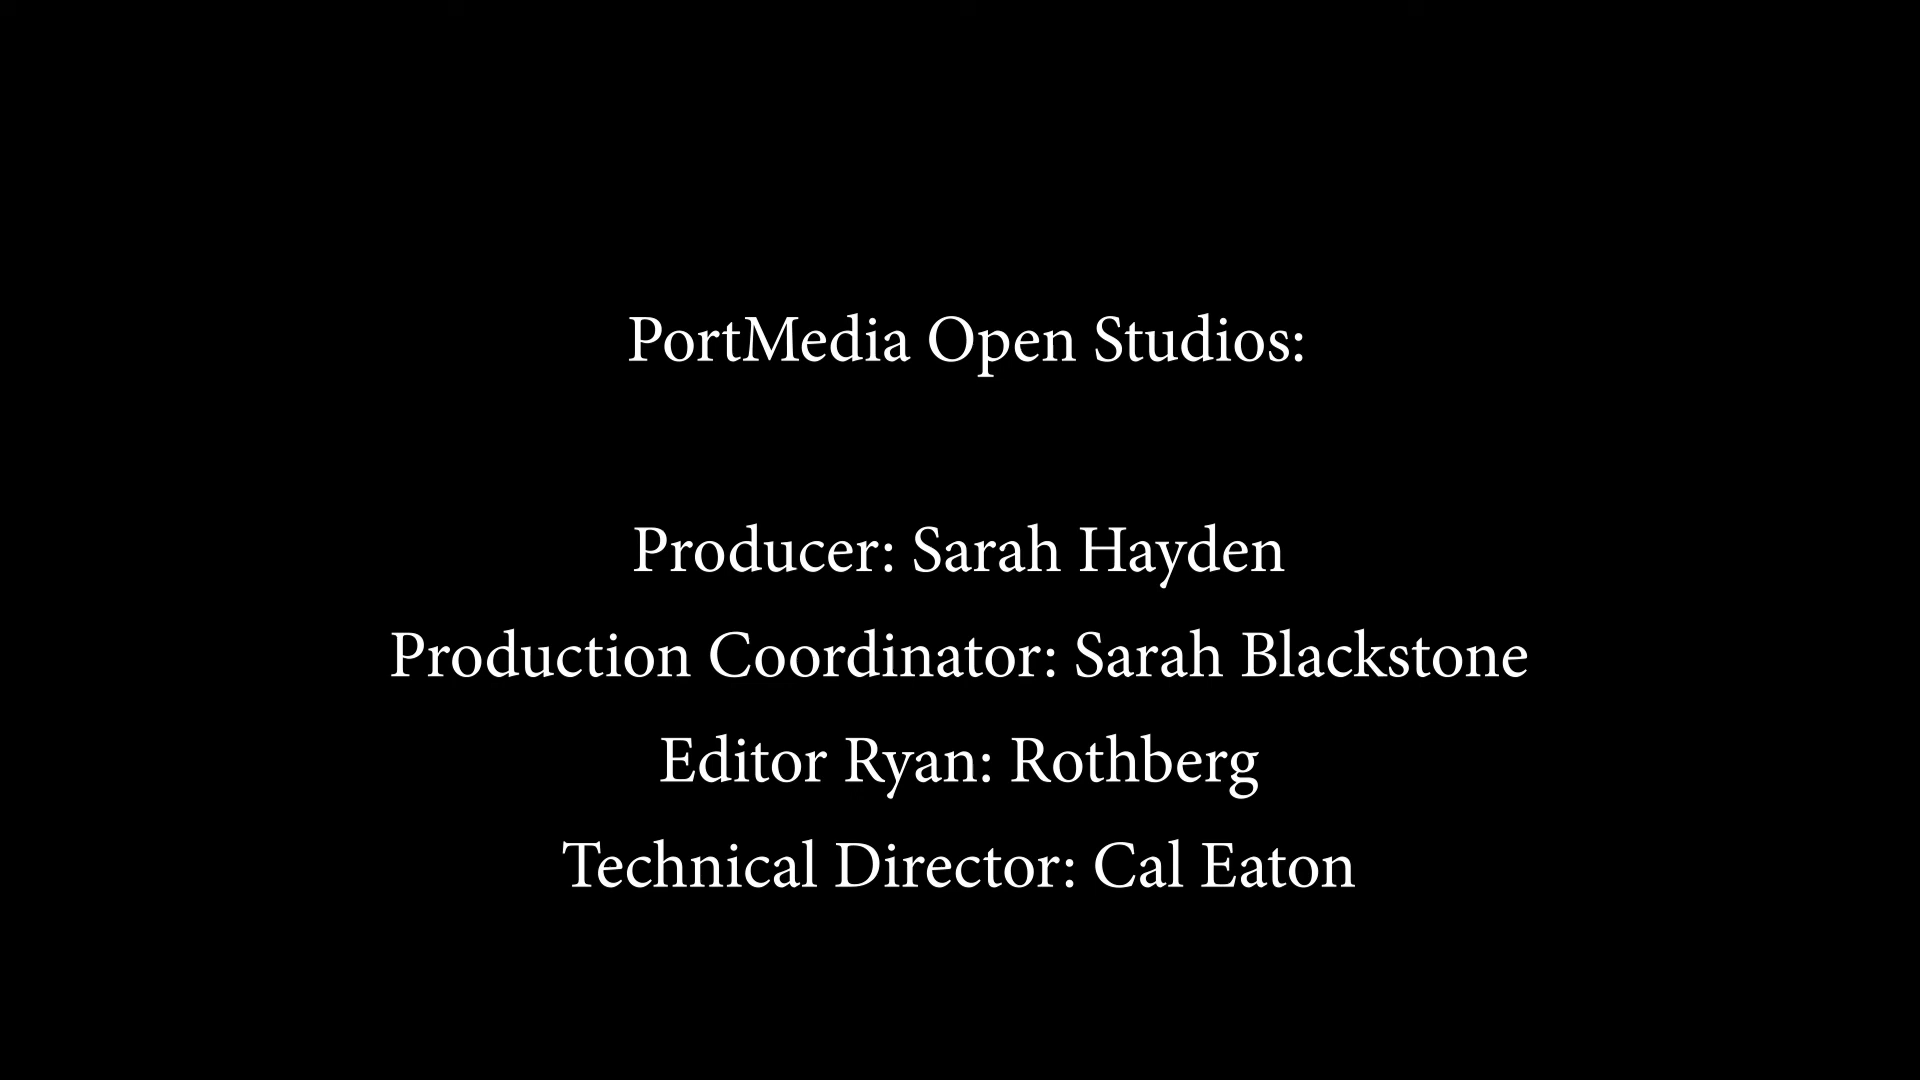 PortMedia Open Studios:
Producer: Sarah Hayden
Production Coordinator: Sarah Blackstone
Editor Ryan: Rothberg
Technical Director: Cal Eaton